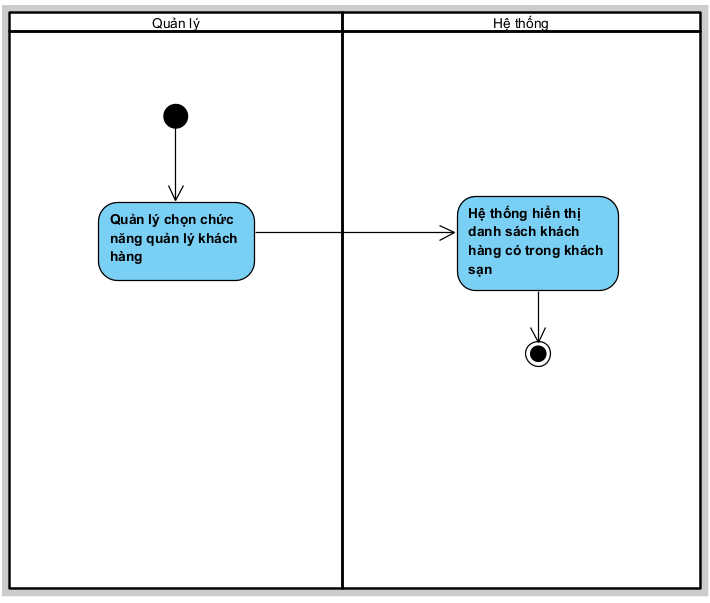 Quản lý
Hệ thống
Quản lý chọn chức
năng quản lý khách
hàng
Hệ thống hiển thị
danh sách khách
hàng có trong khách
sạn